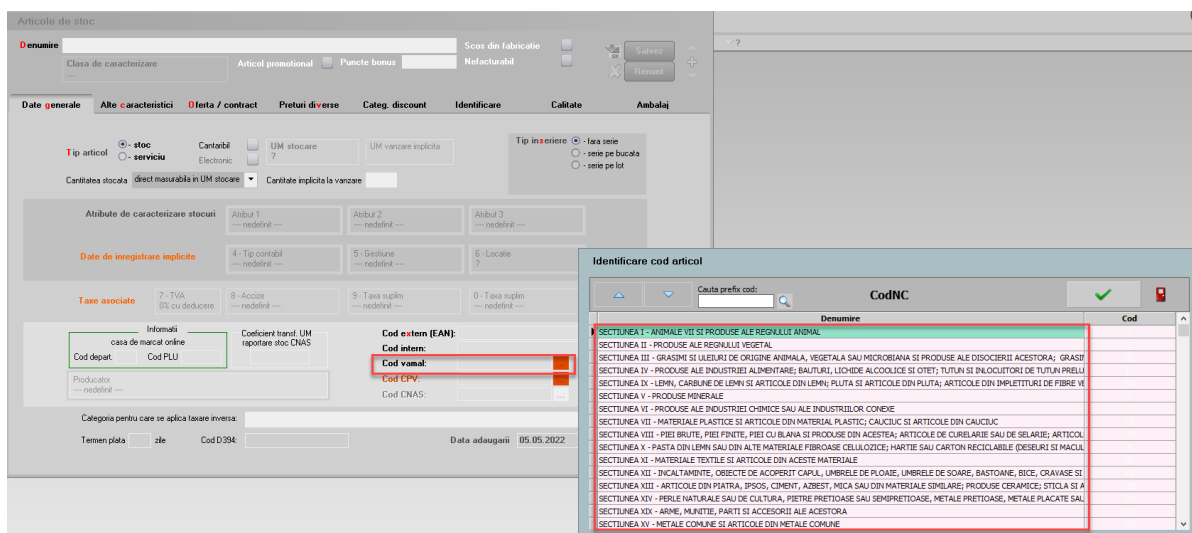 Articole de stoc
Denumire
Scos din fabricatie
Salvez
Clasa de caracterizare
---
Articol promotional
Puncte bonus
Nefacturabil
Renunt
?
Date generale
Alte caracteristici
Oferta / contract
Preturi diverse
Categ. discount
Identificare
Calitate
Ambalaj
Tip articol
- stoc
- serviciu
Cantaribil
Electronic
UM stocare
?
UM vanzare implicita
Tip inseriere
- fara serie
- serie pe bucata
- serie pe lot
Cantitatea stocata
direct masurabila in UM stocare
Cantitate implicita la vanzare
Atribute de caracterizare stocuri
Atribut 1
---- nedefinit ----
Atribut 2
---- nedefinit ----
Atribut 3
---- nedefinit ----
Date de inregistrare implicite
4 - Tip contabil
---- nedefinit ----
5 - Gestiune
---- nedefinit ----
6 - Locatie
?
Taxe asociate
7 - TVA
0% cu deducere
8 - Accize
---- nedefinit ----
9 - Taxa suplim
---- nedefinit ----
0 - Taxa suplim
---- nedefinit ----
Informatii
casa de marcat online
Cod depart.
Cod PLU
Coeficient transf. UM
raportare stoc CNAS
Cod extern (EAN):
Cod intern:
Cod vamal:
Cod CPV:
Cod CNAS:
...
Producator
---- nedefinit ----
Categoria pentru care se aplica taxare inversa:
Termen plata
zile
Cod D394:
Data adaugarii
05.05.2022
Identificare cod articol
Cauta prefix cod:
CodNC
Denumire
Cod
SECTIUNEA I - ANIMALE VII SI PRODUSE ALE REGNULUI ANIMAL
SECTIUNEA II - PRODUSE ALE REGNULUI VEGETAL
SECTIUNEA III - GRASIMI SI ULEIURI DE ORIGINE ANIMALA, VEGETALA SAU MICROBIANA SI PRODUSE ALE DISOCIERII ACESTORA; GRASIM
SECTIUNEA IV - PRODUSE ALE INDUSTRIEI ALIMENTARE; BAUTURI, LICHIDE ALCOOLICE SI OTET; TUTUN SI INLOCUITORI DE TUTUN PRELU
SECTIUNEA IX - LEMN, CARBUNE DE LEMN SI ARTICOLE DIN LEMN; PLUTA SI ARTICOLE DIN PLUTA; ARTICOLE DIN IMPLETITURI DE FIBRE VE
SECTIUNEA V - PRODUSE MINERALE
SECTIUNEA VI - PRODUSE ALE INDUSTRIEI CHIMICE SAU ALE INDUSTRIILOR CONEXE
SECTIUNEA VII - MATERIALE PLASTICE SI ARTICOLE DIN MATERIAL PLASTIC; CAUCIUC SI ARTICOLE DIN CAUCIUC
SECTIUNEA VIII - PIEI BRUTE, PIEI FINITE, PIEI CU BLANA SI PRODUSE DIN ACESTEA; ARTICOLE DE CURELARIE SAU DE SELARIE; ARTICOL
SECTIUNEA X - PASTA DIN LEMN SAU DIN ALTE MATERIALE FIBROASE CELULOZICE; HARTIE SAU CARTON RECICLABILE (DESEURI SI MACUL
SECTIUNEA XI - MATERIALE TEXTILE SI ARTICOLE DIN ACESTE MATERIALE
SECTIUNEA XII - INCALTAMINTE, OBIECTE DE ACOPERIT CAPUL, UMBRELE DE PLOAIE, UMBRELE DE SOARE, BASTOANE, BICE, CRAVASE SI
SECTIUNEA XIII - ARTICOLE DIN PIATRA, IPSOS, CIMENT, AZBEST, MICA SAU DIN MATERIALE SIMILARE; PRODUSE CERAMICE; STICLA SI A
SECTIUNEA XIV - PERLE NATURALE SAU DE CULTURA, PIETRE PRETIOASE SAU SEMIPRETIOASE, METALE PRETIOASE, METALE PLACATE SAU
SECTIUNEA XIX - ARME, MUNITIE, PARTI SI ACCESORII ALE ACESTORA
SECTIUNEA XV - METALE COMUNE SI ARTICOLE DIN METALE COMUNE